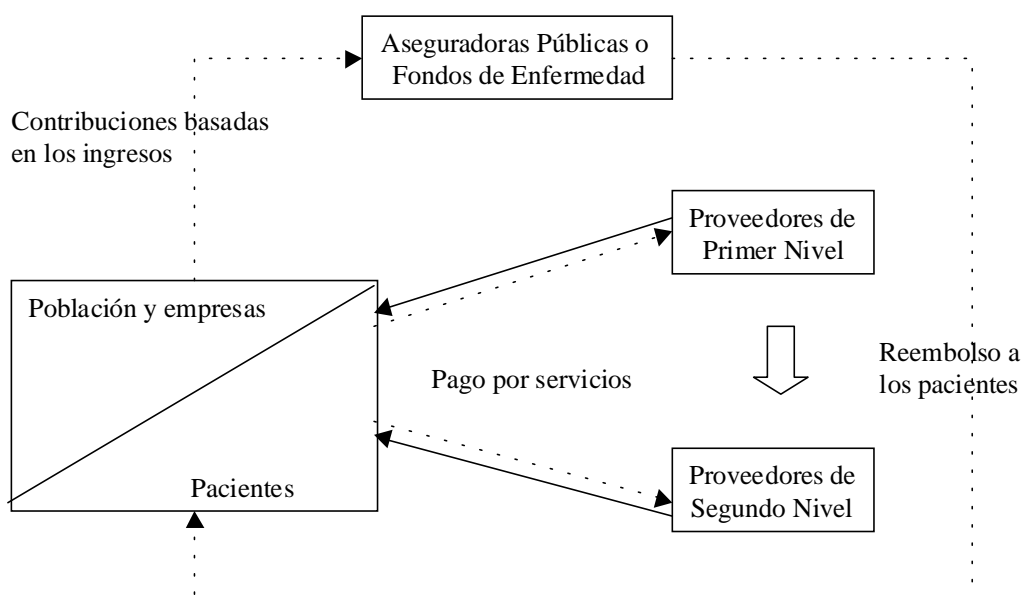 Aseguradoras Públicas o
Fondos de Enfermedad
Contribuciones basadas
en los ingresos
Proveedores de
Primer Nivel
Población y empresas
Pago por servicios
Reembolso a
los pacientes
Pacientes
Proveedores de
Segundo Nivel